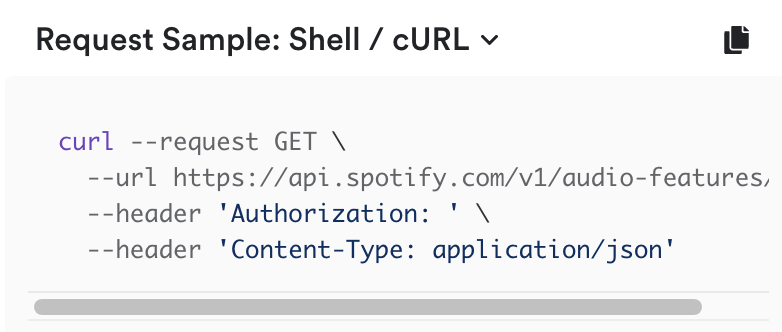 Request Sample: Shell / cURL
curl --request GET \
--url https://api.spotify.com/v1/audio-features/
--header 'Authorization: ' \
--header 'Content-Type: application/json'